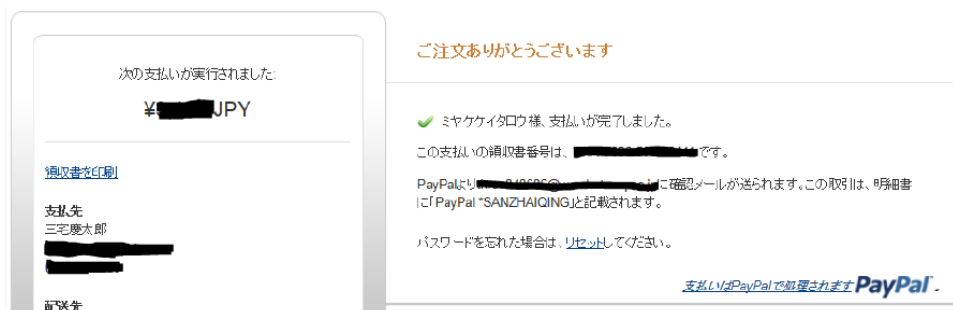 次の支払いが実行されました:
¥ JPY
領収書を印刷
支払先
三宅慶太郎
配送先
ご注文ありがとうございます
ミヤケケイタロウ様、支払いが完了しました。
この支払いの領収書番号は、 です。
PayPalより に確認メールが送られます。この取引は、明細書
に「PayPal *SANZHAIQING」と記載されます。
パスワードを忘れた場合は、リセットしてください。
支払いはPayPalで処理されます PayPal.